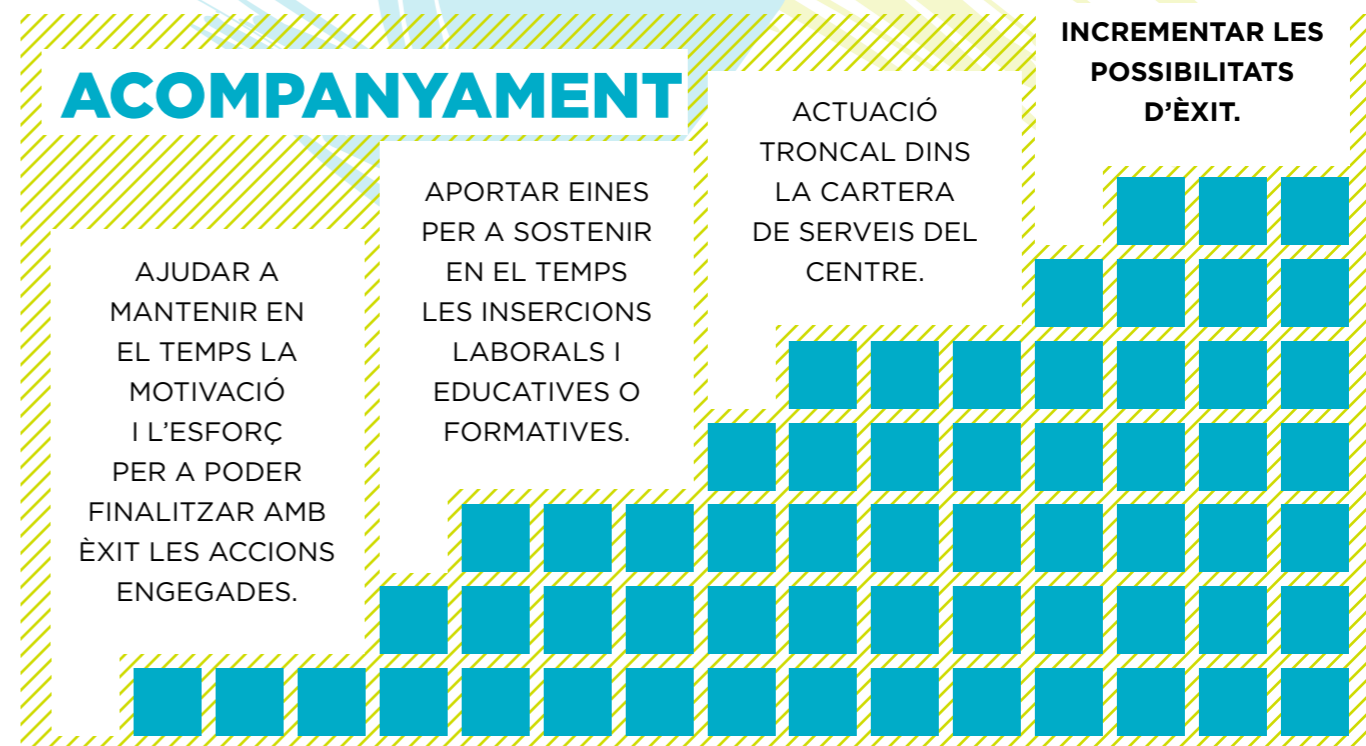 ACOMPANYAMENT
AJUDAR A
MANTENIR EN
EL TEMPS LA
MOTIVACIÓ
I L’ESFORÇ
PER A PODER
FINALITZAR AMB
ÈXIT LES ACCIONS
ENGEGADES.
APORTAR EINES
PER A SOSTENIR
EN EL TEMPS
LES INSERCIONS
LABORALS I
EDUCATIVES O
FORMATIVES.
ACTUACIÓ
TRONCAL DINS
LA CARTERA
DE SERVEIS DEL
CENTRE.
INCREMENTAR LES
POSSIBILITATS
D’ÈXIT.